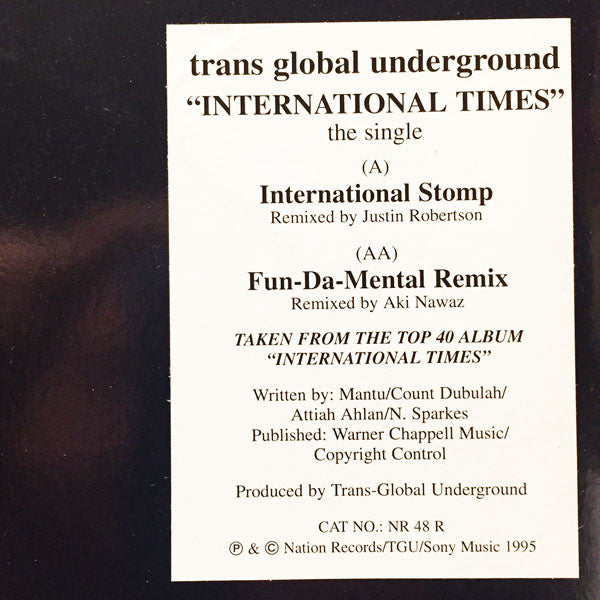 trans global underground
“INTERNATIONAL TIMES”
the single
(A)
International Stomp
Remixed by Justin Robertson
(AA)
Fun-Da-Mental Remix
Remixed by Aki Nawaz
TAKEN FROM THE TOP 40 ALBUM
“INTERNATIONAL TIMES”
Written by: Mantu/Count Dubulah/
Attiah Ahlan/N. Sparkes
Published: Warner Chappell Music/
Copyright Control
Produced by Trans-Global Underground
CAT NO.: NR 48 R
℗ & © Nation Records/TGU/Sony Music 1995